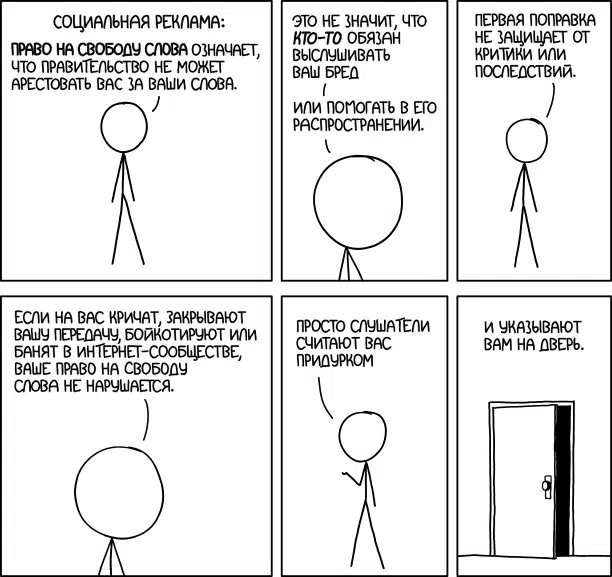 СОЦИАЛЬНАЯ РЕКЛАМА:
ПРАВО НА СВОБОДУ СЛОВА ОЗНАЧАЕТ,
ЧТО ПРАВИТЕЛЬСТВО НЕ МОЖЕТ
АРЕСТОВАТЬ ВАС ЗА ВАШИ СЛОВА.
ЭТО НЕ ЗНАЧИТ, ЧТО
КТО-ТО ОБЯЗАН
ВЫСЛУШИВАТЬ
ВАШ БРЕД
ИЛИ ПОМОГАТЬ В ЕГО
РАСПРОСТРАНЕНИИ.
ПЕРВАЯ ПОПРАВКА
НЕ ЗАЩИЩАЕТ ОТ
КРИТИКИ ИЛИ
ПОСЛЕДСТВИЙ.
ЕСЛИ НА ВАС КРИЧАТ, ЗАКРЫВАЮТ
ВАШУ ПЕРЕДАЧУ, БОЙКОТИРУЮТ ИЛИ
БАНЯТ В ИНТЕРНЕТ-СООБЩЕСТВЕ,
ВАШЕ ПРАВО НА СВОБОДУ
СЛОВА НЕ НАРУШАЕТСЯ.
ПРОСТО СЛУШАТЕЛИ
СЧИТАЮТ ВАС
ПРИДУРКОМ
И УКАЗЫВАЮТ
ВАМ НА ДВЕРЬ.